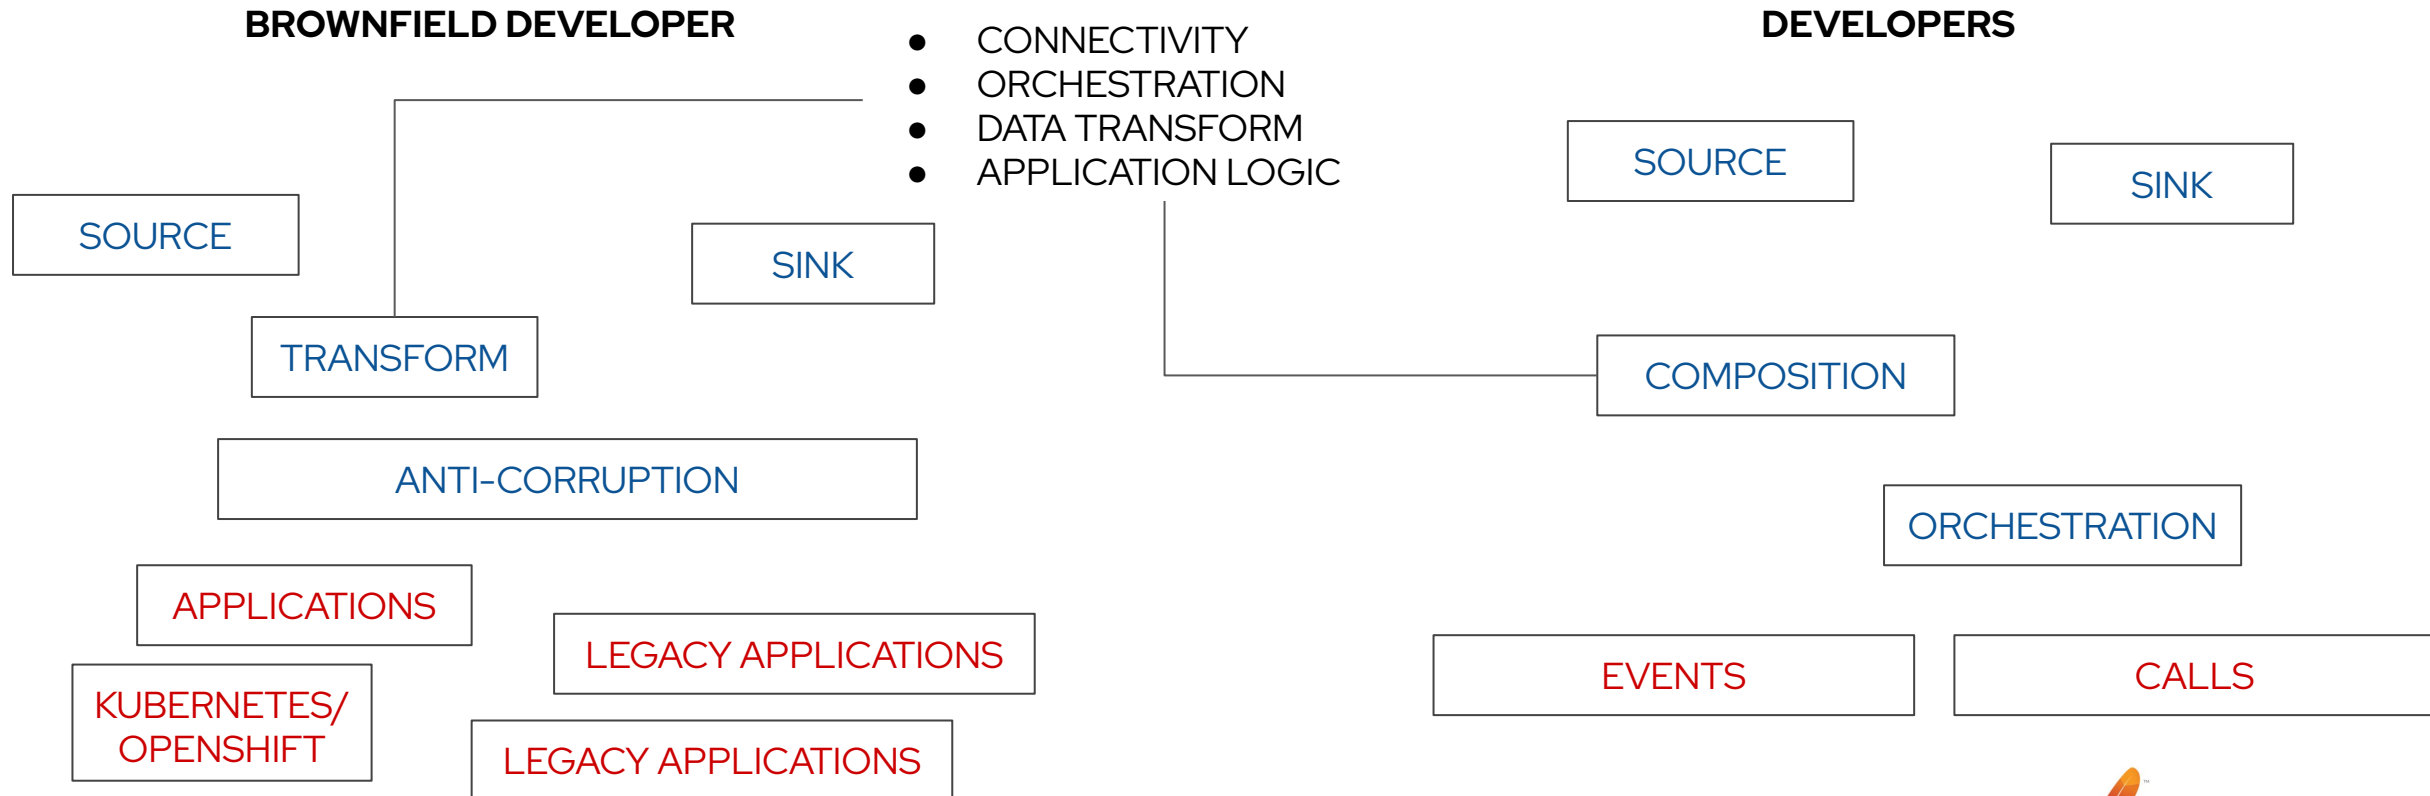 BROWNFIELD DEVELOPER
● CONNECTIVITY
● ORCHESTRATION
● DATA TRANSFORM
● APPLICATION LOGIC
DEVELOPERS
SOURCE
SINK
TRANSFORM
ANTI-CORRUPTION
APPLICATIONS
LEGACY APPLICATIONS
KUBERNETES/
OPENSHIFT
LEGACY APPLICATIONS
SOURCE
SINK
COMPOSITION
ORCHESTRATION
EVENTS
CALLS
™